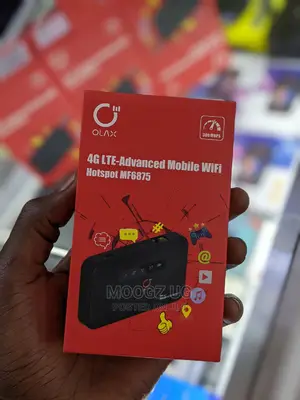 OLAX
4G LTE-Advanced Mobile WiFi
Hotspot MF6875
MOOGZ UG